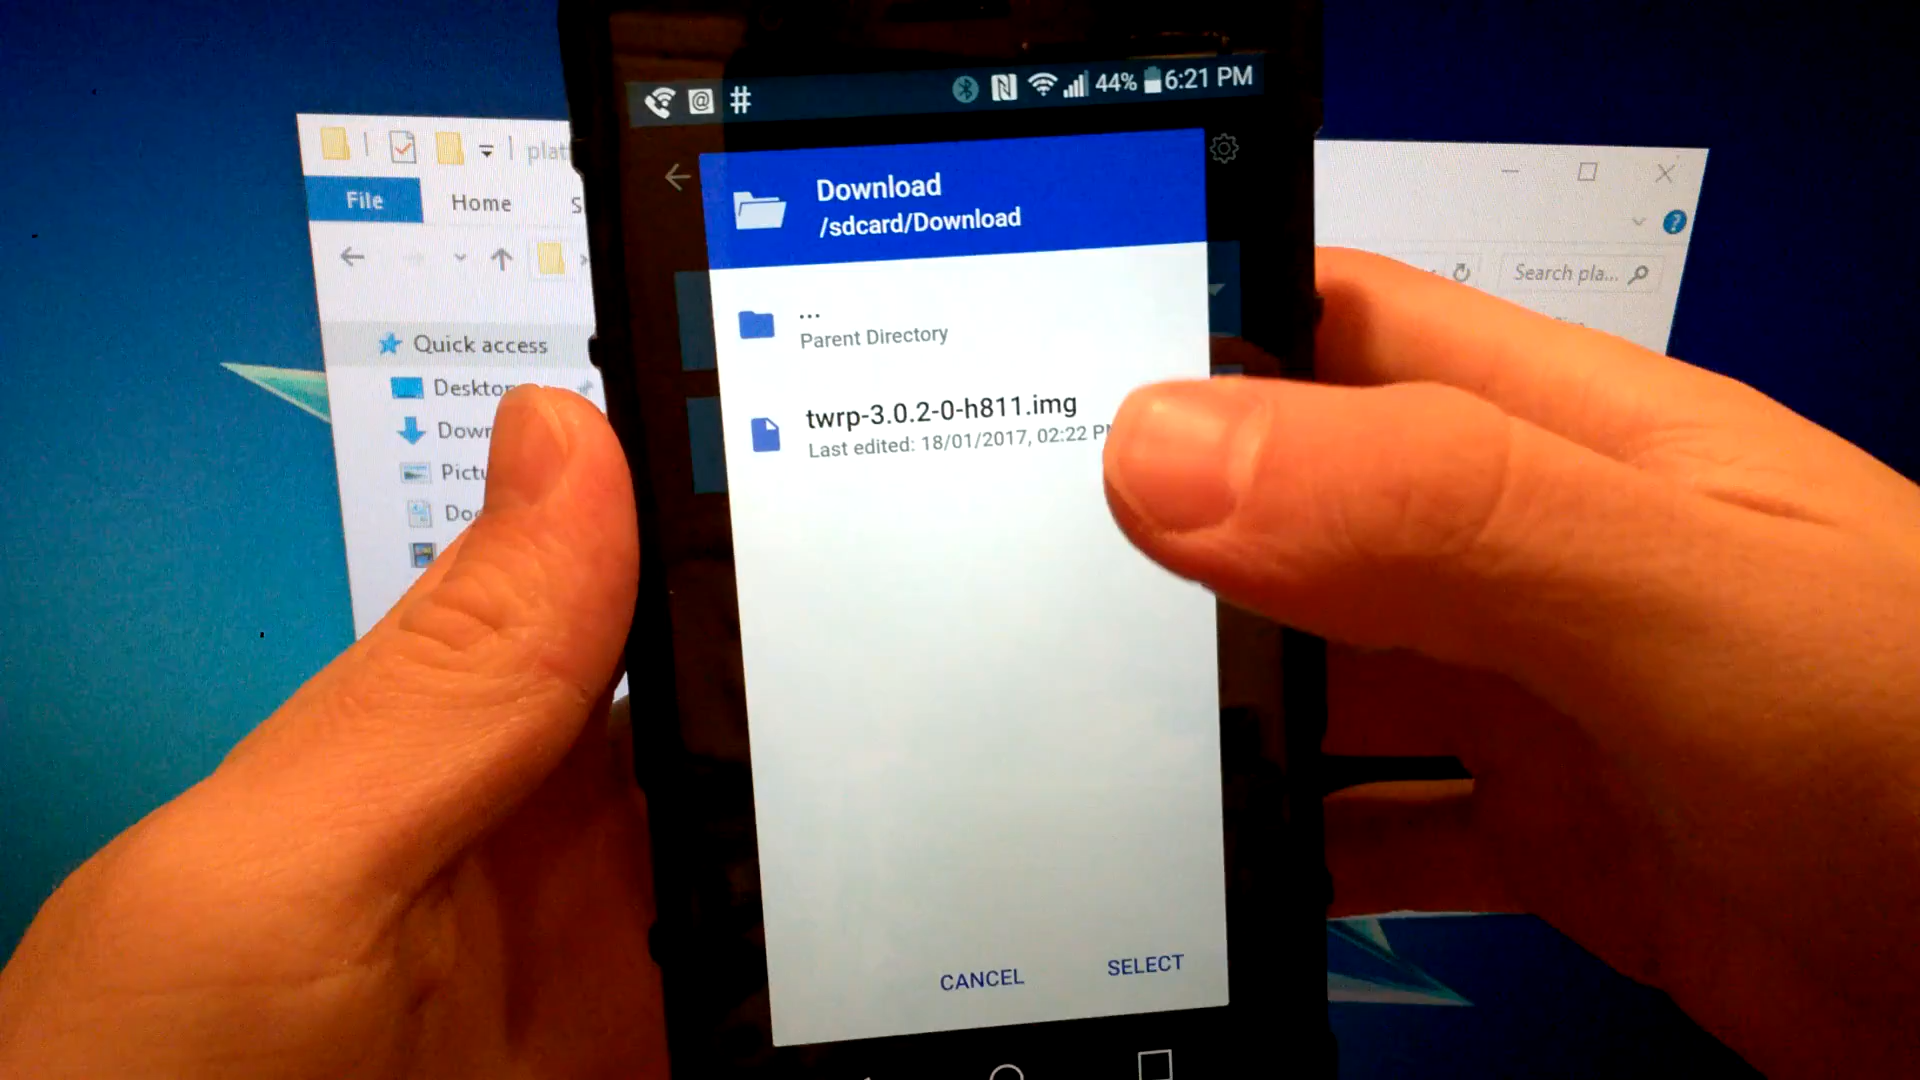 # 44% 6:21 PM
Download
/sdcard/Download
...
Parent Directory
twrp-3.0.2-0-h811.img
Last edited: 18/01/2017, 02:22
CANCEL
SELECT
File
Home
Search pla...
Quick access